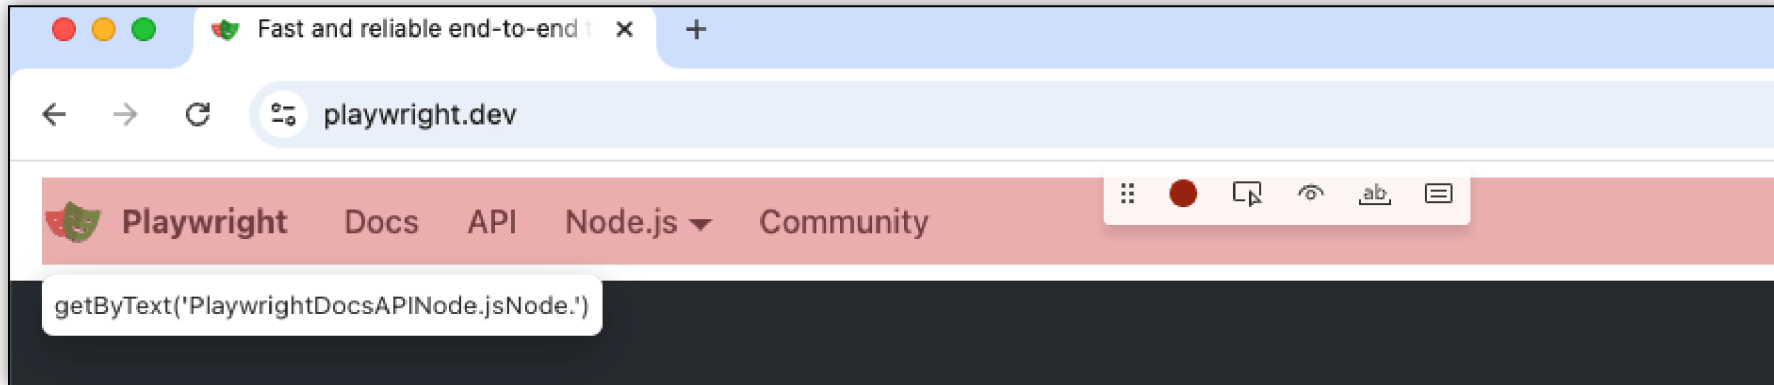 Fast and reliable end-to-end t
playwright.dev
Playwright Docs API Node.js Community
ab
getByText('PlaywrightDocsAPINode.jsNode.')